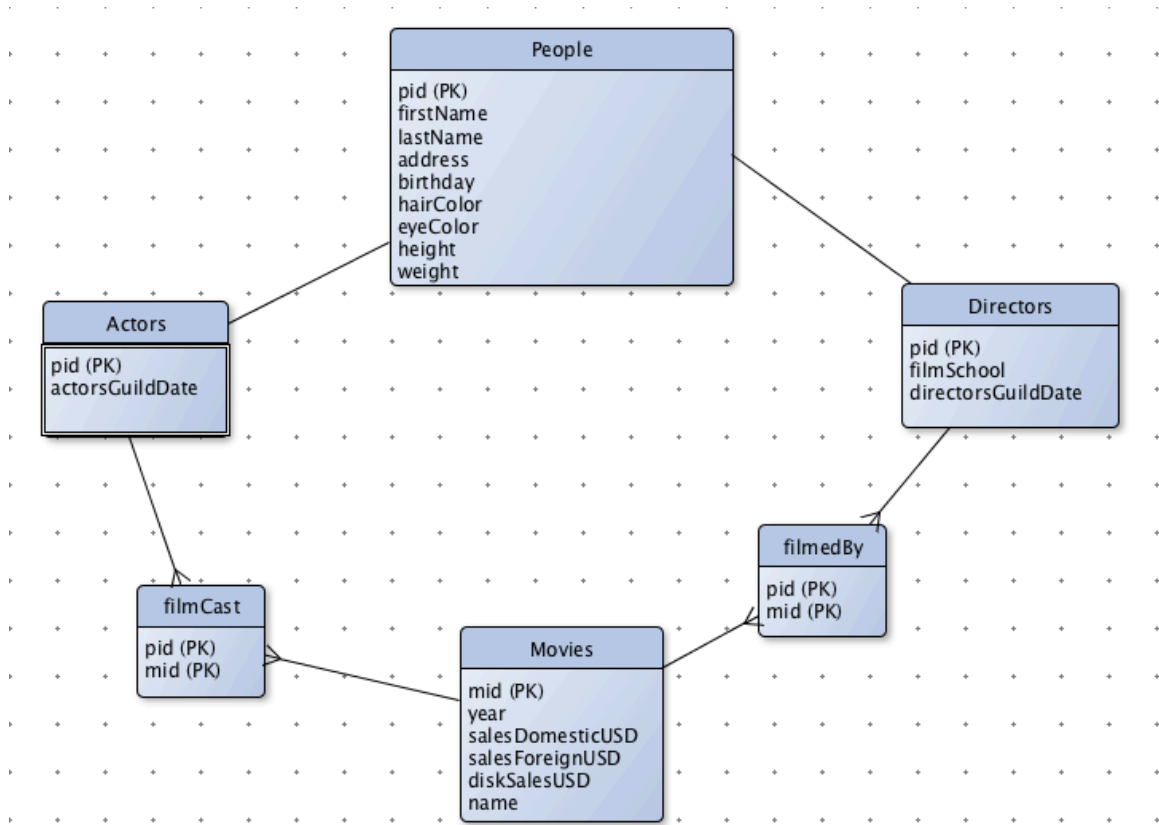 People
pid (PK)
firstName
lastName
address
birthday
hairColor
eyeColor
height
weight
Actors
pid (PK)
actorsGuildDate
Directors
pid (PK)
filmSchool
directorsGuildDate
filmedBy
pid (PK)
mid (PK)
filmCast
pid (PK)
mid (PK)
Movies
mid (PK)
year
salesDomesticUSD
salesForeignUSD
diskSalesUSD
name